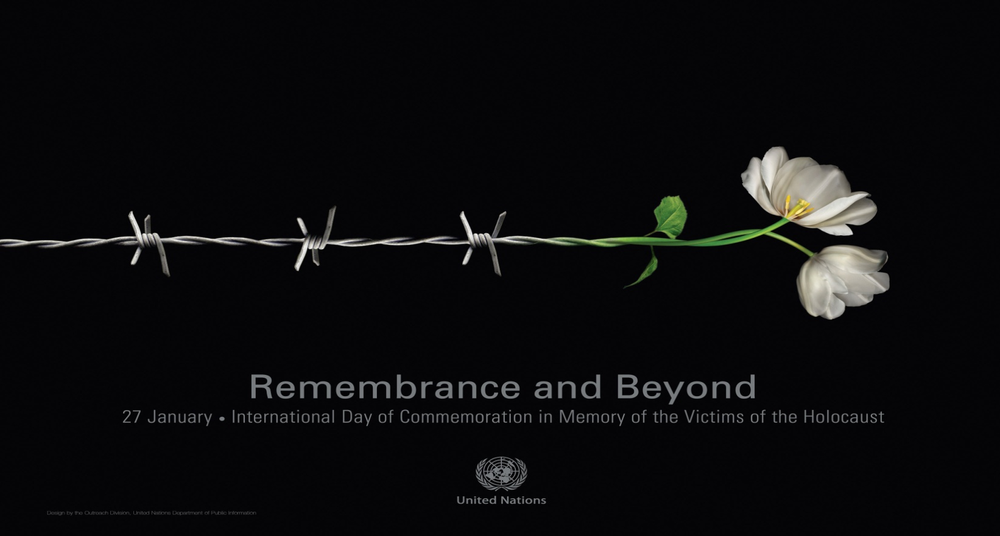 Remembrance and Beyond
27 January • International Day of Commemoration in Memory of the Victims of the Holocaust
United Nations
Design by the Outreach Division, United Nations Department of Public Information